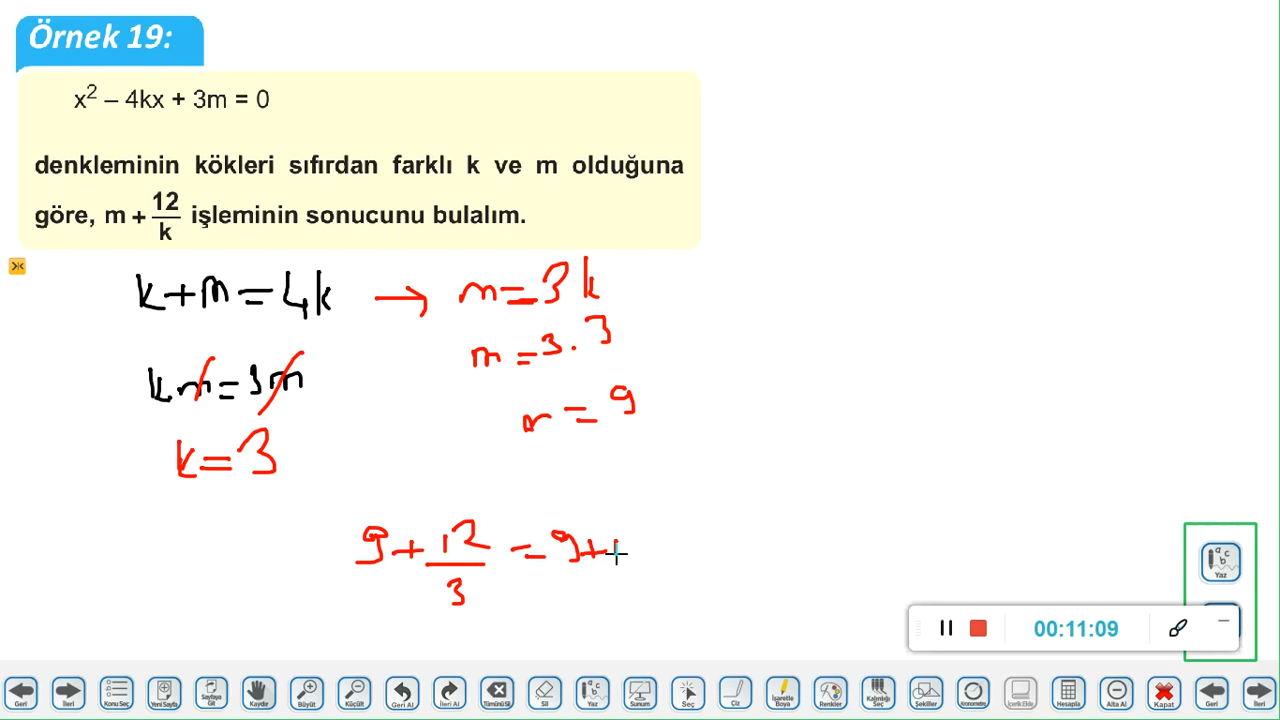 Örnek 19:
x² – 4kx + 3m = 0
denkleminin kökleri sıfırdan farklı k ve m olduğuna
göre, m + 12/k işleminin sonucunu bulalım.
k+m=4k → m=3k
m=3.3
km=3m
m=9
k=3
9+12/3=9+
Yaz
00:11:09
Geri İleri Konu Seç Yeni Sayfa Sayfaya Git Kaydır Büyüt Küçült Geri Al İleri Al Tümünü Sil Sil Yaz Sunum Seç Çiz İşaretle Boya Renkler Kalınlığı Seç Şekiller Kronometre İçerik Ekle Hesapla Alta Al Kapat Geri İleri